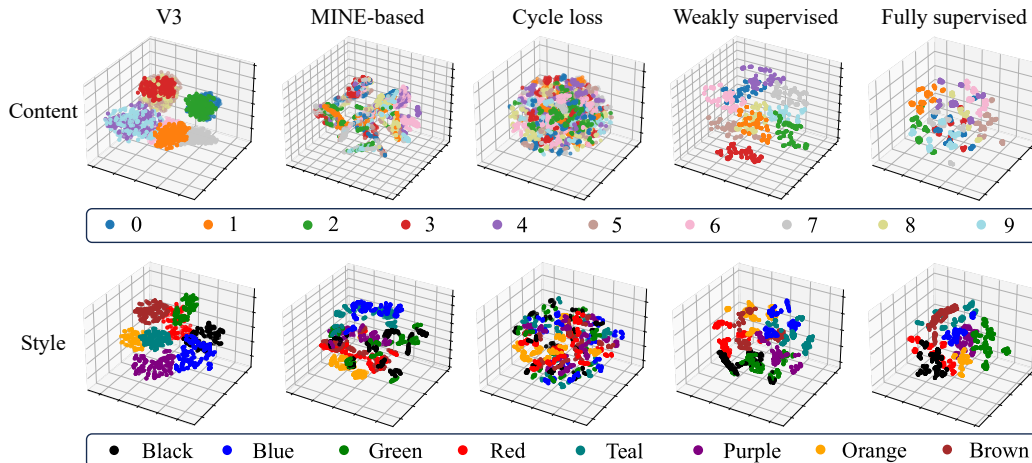 V3 MINE-based Cycle loss Weakly supervised Fully supervised
Content
0 1 2 3 4 5 6 7 8 9
Style
Black Blue Green Red Teal Purple Orange Brown